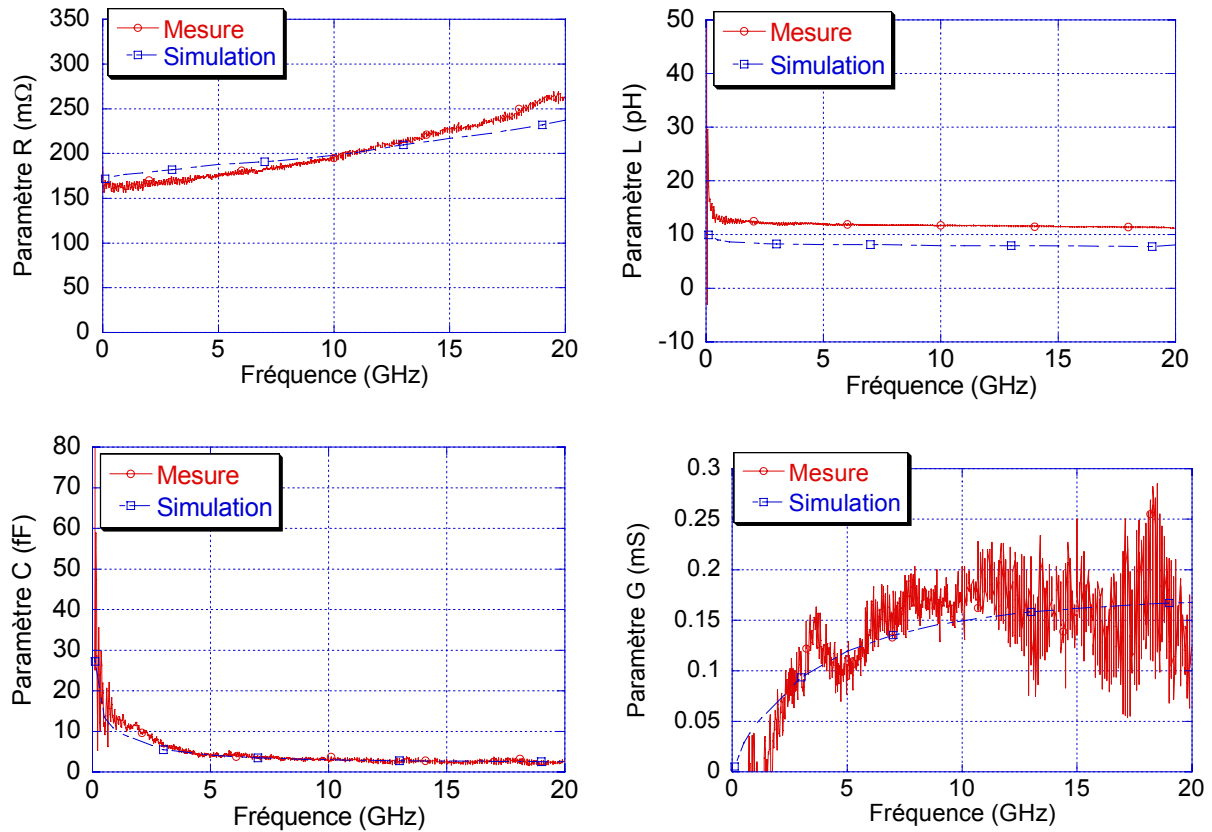 Paramètre R (mΩ)
350
300
250
200
150
100
50
0
Mesure
Simulation
0 5 10 15 20
Fréquence (GHz)
Paramètre L (pH)
50
40
30
20
10
0
-10
Mesure
Simulation
0 5 10 15 20
Fréquence (GHz)
Paramètre C (fF)
80
70
60
50
40
30
20
10
0
Mesure
Simulation
0 5 10 15 20
Fréquence (GHz)
Paramètre G (mS)
0.3
0.25
0.2
0.15
0.1
0.05
0
Mesure
Simulation
0 5 10 15 20
Fréquence (GHz)